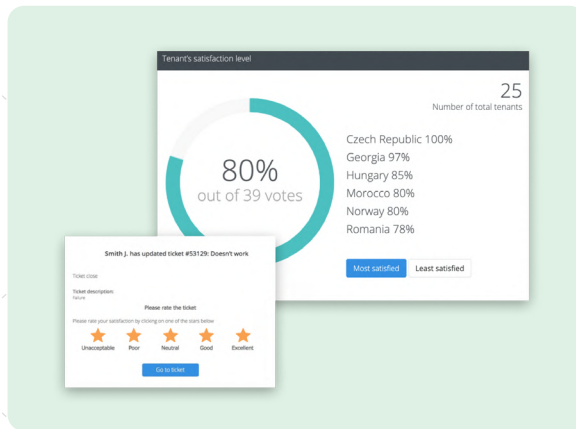 Tenant's satisfaction level
25
Number of total tenants
80%
out of 39 votes
Czech Republic 100%
Georgia 97%
Hungary 85%
Morocco 80%
Norway 80%
Romania 78%
Most satisfied Least satisfied
Smith J. has updated ticket #53129: Doesn't work
Ticket close
Ticket description:
failure
Please rate the ticket
Please rate your satisfaction by clicking on one of the stars below
Unacceptable Poor Neutral Good Excellent
Go to ticket